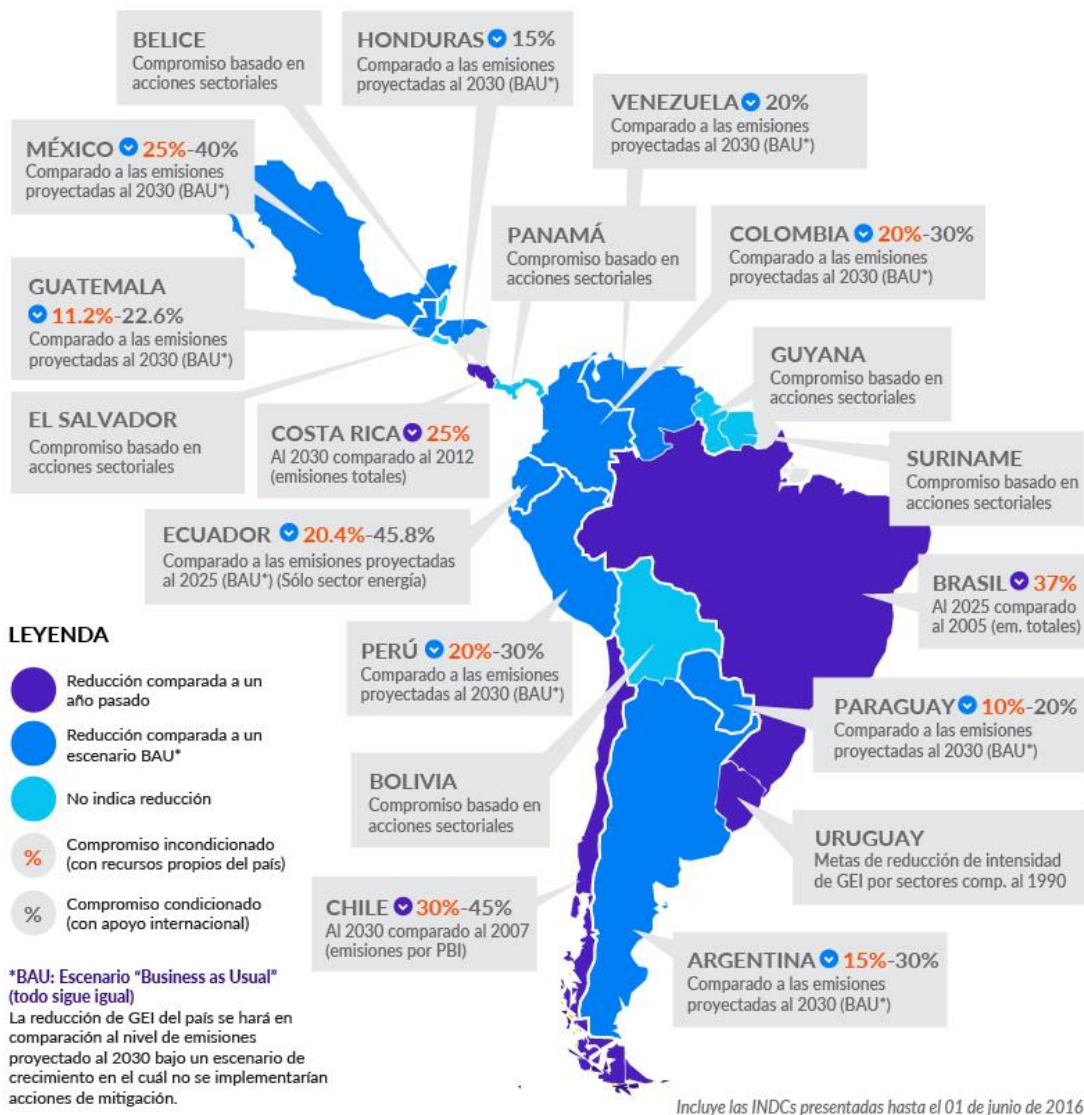 BELICE
Compromiso basado en
acciones sectoriales
HONDURAS 15%
Comparado a las emisiones
proyectadas al 2030 (BAU*)
VENEZUELA 20%
Comparado a las emisiones
proyectadas al 2030 (BAU*)
MÉXICO 25%-40%
Comparado a las emisiones
proyectadas al 2030 (BAU*)
PANAMÁ
Compromiso basado en
acciones sectoriales
COLOMBIA 20%-30%
Comparado a las emisiones
proyectadas al 2030 (BAU*)
GUATEMALA
11.2%-22.6%
Comparado a las emisiones
proyectadas al 2030 (BAU*)
GUYANA
Compromiso basado en
acciones sectoriales
EL SALVADOR
Compromiso basado en
acciones sectoriales
COSTA RICA 25%
Al 2030 comparado al 2012
(emisiones totales)
SURINAME
Compromiso basado en
acciones sectoriales
ECUADOR 20.4%-45.8%
Comparado a las emisiones proyectadas
al 2025 (BAU*) (Sólo sector energía)
BRASIL 37%
Al 2025 comparado
al 2005 (em. totales)
LEYENDA
Reducción comparada a un
año pasado
Reducción comparada a un
escenario BAU*
No indica reducción
% Compromiso incondicionado
(con recursos propios del país)
% Compromiso condicionado
(con apoyo internacional)
*BAU: Escenario "Business as Usual"
(todo sigue igual)
La reducción de GEI del país se hará en
comparación al nivel de emisiones
proyectado al 2030 bajo un escenario de
crecimiento en el cuál no se implementarían
acciones de mitigación.
PERÚ 20%-30%
Comparado a las emisiones
proyectadas al 2030 (BAU*)
PARAGUAY 10%-20%
Comparado a las emisiones
proyectadas al 2030 (BAU*)
BOLIVIA
Compromiso basado en
acciones sectoriales
URUGUAY
Metas de reducción de intensidad
de GEI por sectores comp. al 1990
CHILE 30%-45%
Al 2030 comparado al 2007
(emisiones por PBI)
ARGENTINA 15%-30%
Comparado a las emisiones
proyectadas al 2030 (BAU*)
Incluye las INDCs presentadas hasta el 01 de junio de 2016